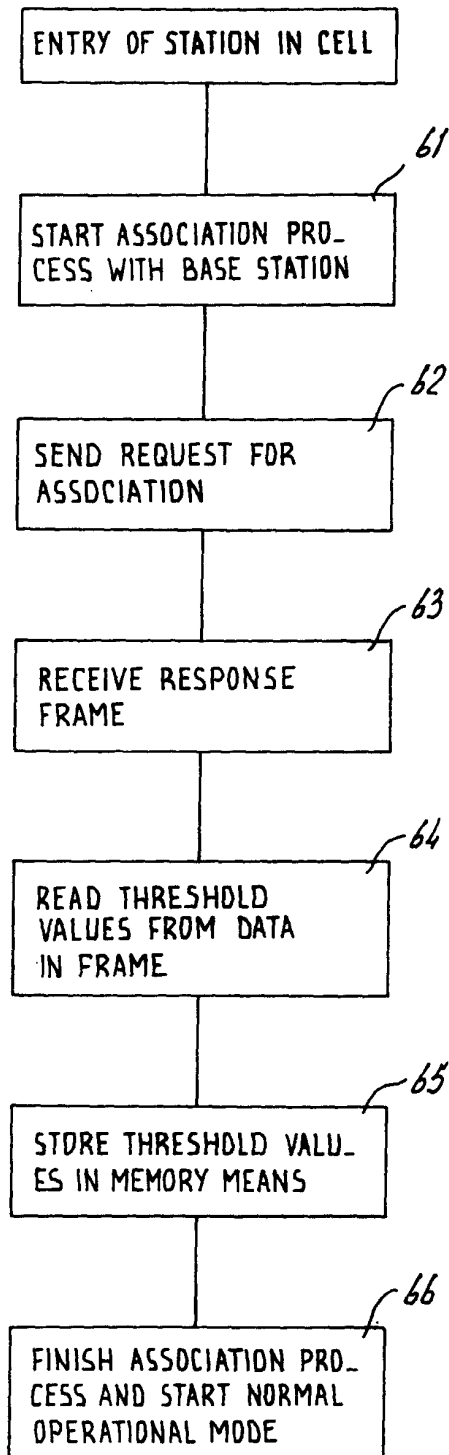 ENTRY OF STATION IN CELL
61
START ASSOCIATION PRO_
CESS WITH BASE STATION
62
SEND REQUEST FOR
ASSOCIATION
63
RECEIVE RESPONSE
FRAME
64
READ THRESHOLD
VALUES FROM DATA
IN FRAME
65
STORE THRESHOLD VALU_
ES IN MEMORY MEANS
66
FINISH ASSOCIATION PRO_
CESS AND START NORMAL
OPERATIONAL MODE